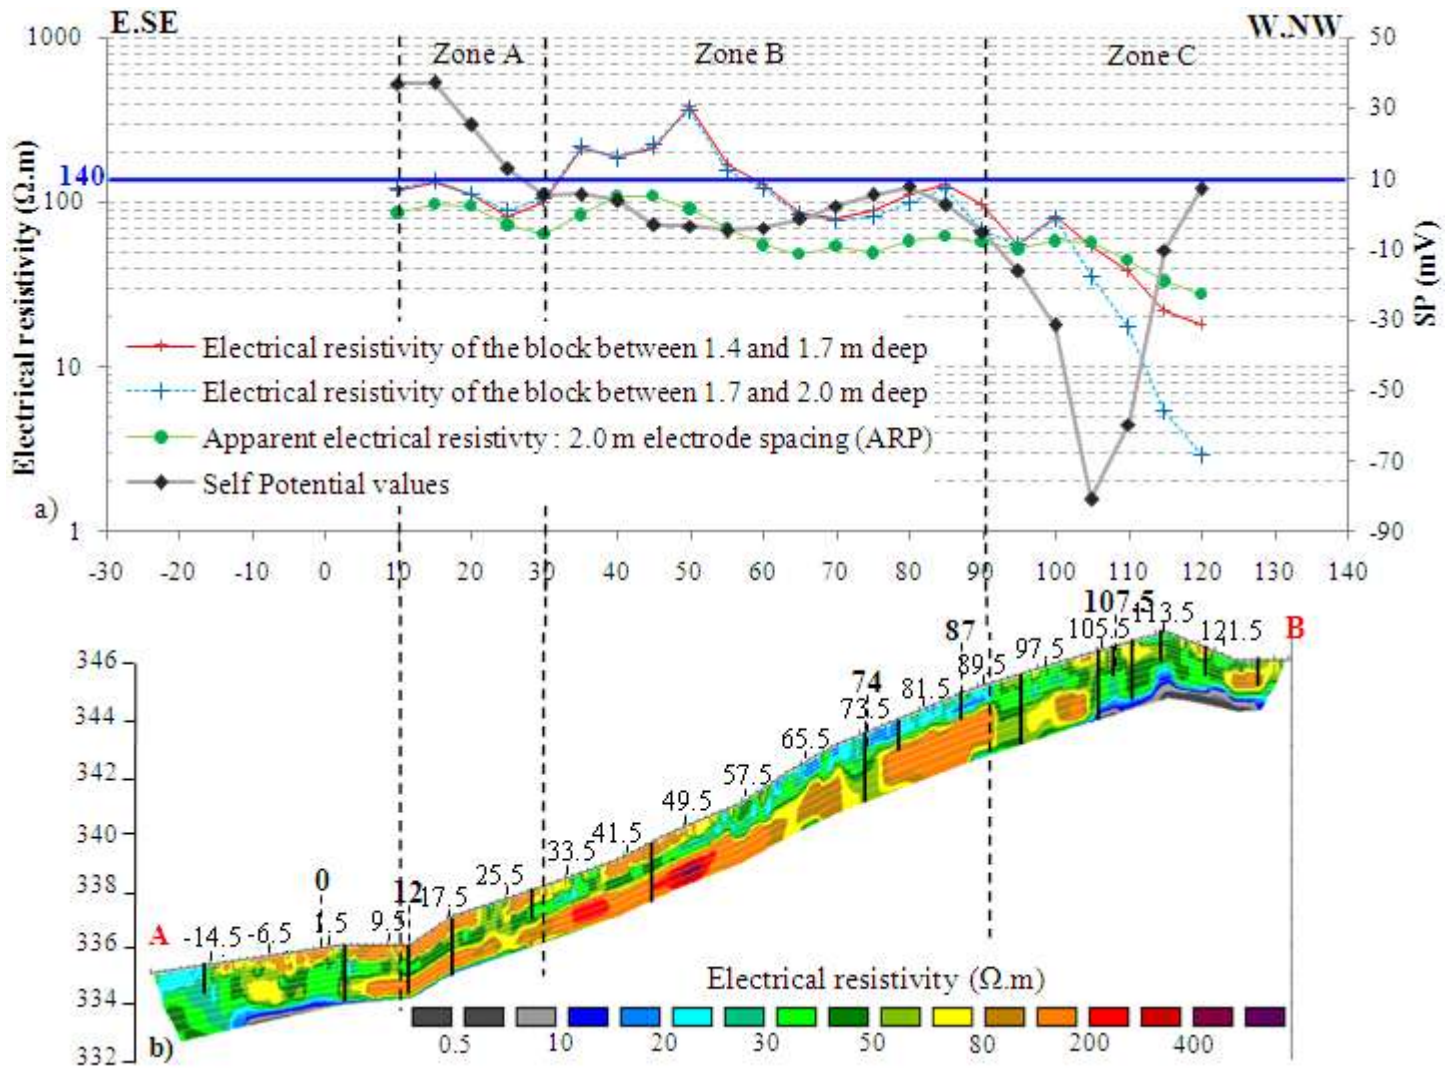 E.SE W.NW
1000 Zone A Zone B Zone C 50
30
140 10
100
-10
-30
Electrical resistivity of the block between 1.4 and 1.7 m deep
10 Electrical resistivity of the block between 1.7 and 2.0 m deep -50
Apparent electrical resistivty : 2.0 m electrode spacing (ARP)
-70
Self Potential values
a)
1 -90
Electrical resistivity (Ω.m)
SP (mV)
-30 -20 -10 0 10 20 30 40 50 60 70 80 90 100 110 120 130 140
107.5 113.5
87 105.5 121.5 B
346 89.5 97.5
74 81.5
344 73.5
342 65.5
57.5
340 49.5
41.5
338 33.5
0 12 17.5 25.5
336 A -14.5 -6.5 1.5 9.5
334 Electrical resistivity (Ω.m)
332 b) 0.5 10 20 30 50 80 200 400